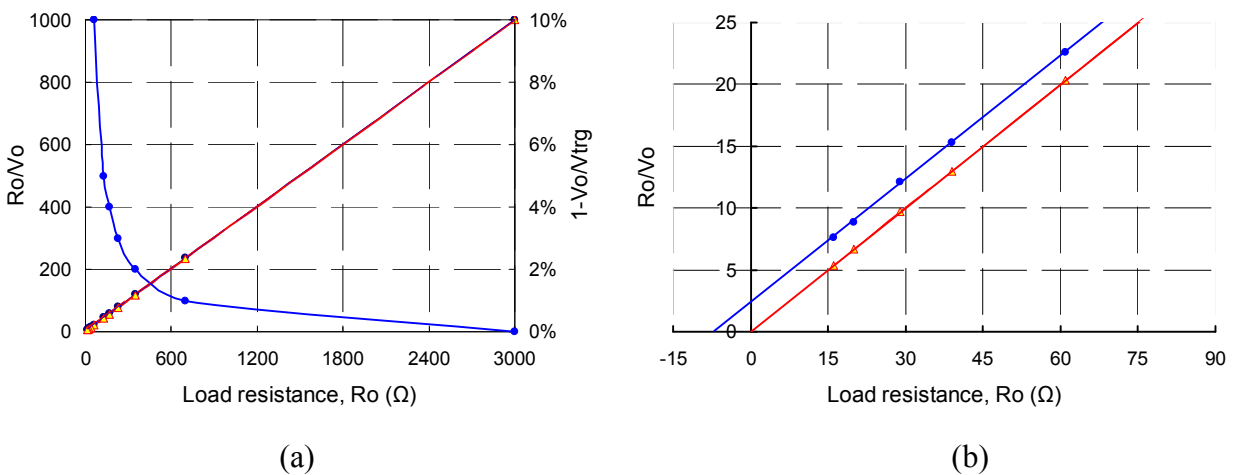 1000
800
600
400
200
0
Ro/Vo
10%
8%
6%
4%
2%
0%
1-Vo/Vtrg
0 600 1200 1800 2400 3000
Load resistance, Ro (Ω)
(a)
25
20
15
10
5
0
Ro/Vo
-15 0 15 30 45 60 75 90
Load resistance, Ro (Ω)
(b)